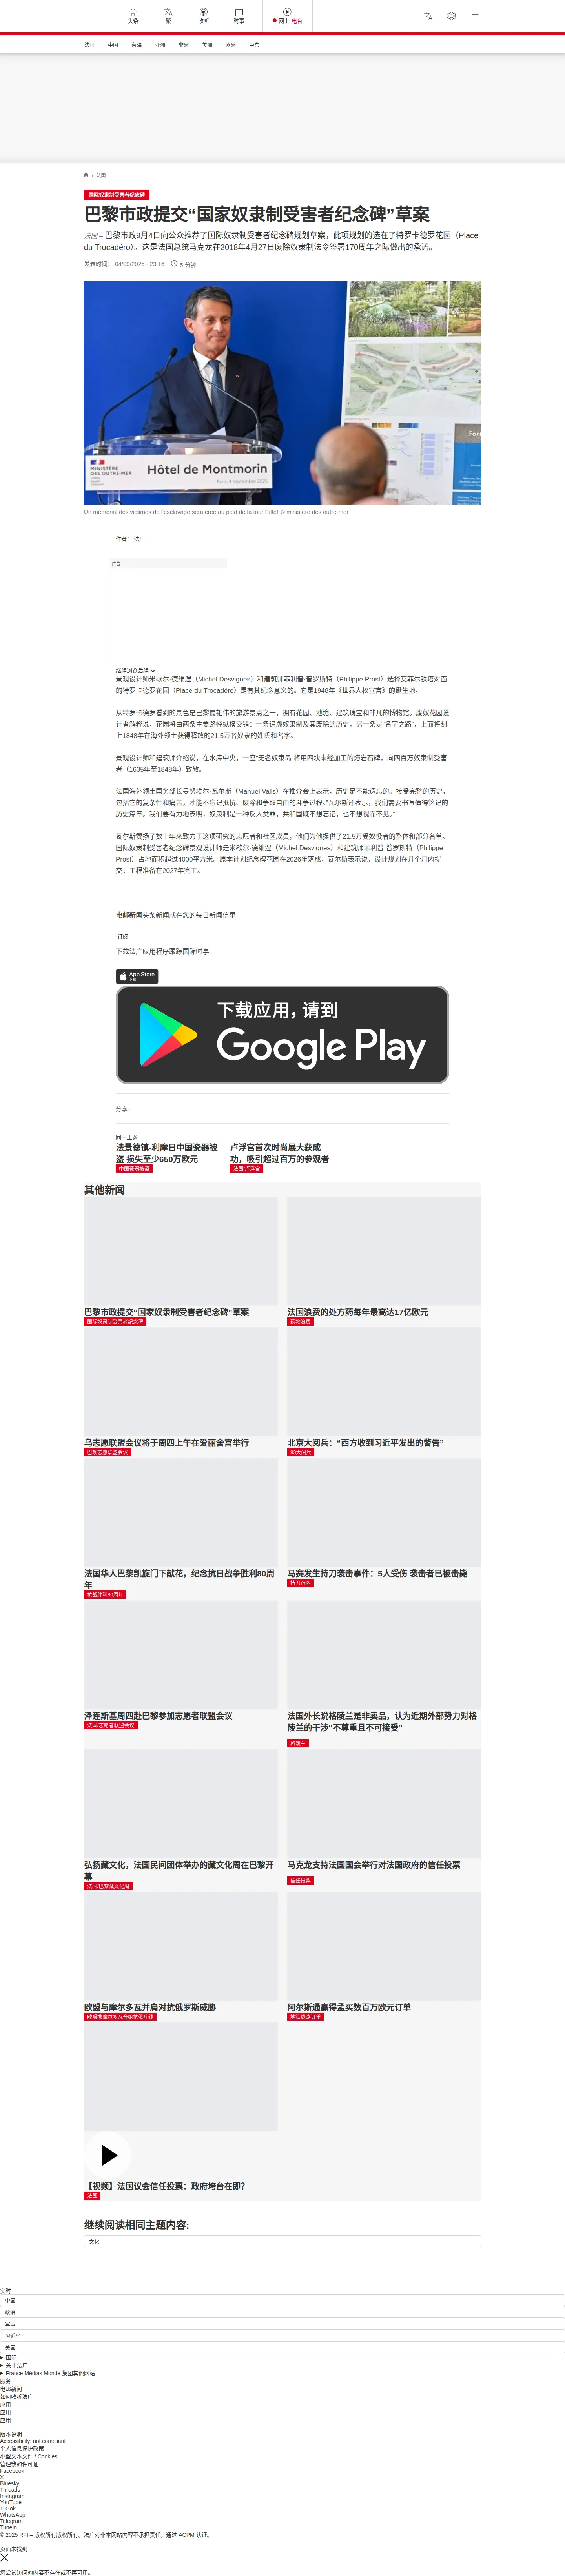 头条
繁
收听
时事
网上 电台
法国
中国
台海
亚洲
非洲
美洲
欧洲
中东
/ 法国
国际奴隶制受害者纪念碑
巴黎市政提交“国家奴隶制受害者纪念碑”草案
法国 – 巴黎市政9月4日向公众推荐了国际奴隶制受害者纪念碑规划草案，此项规划的选在了特罗卡德罗花园（Place
du Trocadéro）。这是法国总统马克龙在2018年4月27日废除奴隶制法令签署170周年之际做出的承诺。
发表时间： 04/09/2025 - 23:16
5 分钟
MINISTÈRE
DES OUTRE-MER
Hôtel de Montmorin
Paris, 4 septembre 2025
Un mémorial des victimes de l'esclavage sera créé au pied de la tour Eiffel © ministère des outre-mer
作者： 法广
广告
继续浏览后续
景观设计师米歇尔·德维涅（Michel Desvignes）和建筑师菲利普·普罗斯特（Philippe Prost）选择艾菲尔铁塔对面
的特罗卡德罗花园（Place du Trocadéro）是有其纪念意义的。它是1948年《世界人权宣言》的诞生地。
从特罗卡德罗看到的景色是巴黎最雄伟的旅游景点之一，拥有花园、池塘、建筑瑰宝和非凡的博物馆。废奴花园设
计者解释说，花园将由两条主要路径纵横交错：一条追溯奴隶制及其废除的历史，另一条是“名字之路”，上面将刻
上1848年在海外领土获得释放的21.5万名奴隶的姓氏和名字。
景观设计师和建筑师介绍说，在水库中央，一座“无名奴隶岛”将用四块未经加工的熔岩石碑，向四百万奴隶制受害
者（1635年至1848年）致敬。
法国海外领土国务部长曼努埃尔·瓦尔斯（Manuel Valls）在推介会上表示，历史是不能遗忘的。接受完整的历史，
包括它的复杂性和痛苦，才能不忘记抵抗、废除和争取自由的斗争过程。“瓦尔斯还表示，我们需要书写值得铭记的
历史篇章。我们要有力地表明，奴隶制是一种反人类罪，共和国既不想忘记，也不想视而不见。”
瓦尔斯赞扬了数十年来致力于这项研究的志愿者和社区成员，他们为他提供了21.5万受奴役者的整体和部分名单。
国际奴隶制受害者纪念碑景观设计师是米歇尔·德维涅（Michel Desvignes）和建筑师菲利普·普罗斯特（Philippe
Prost）占地面积超过4000平方米。原本计划纪念碑花园在2026年落成，瓦尔斯表示说，设计规划在几个月内提
交；工程准备在2027年完工。
电邮新闻头条新闻就在您的每日新闻信里
订阅
下载法广应用程序跟踪国际时事
App Store
下载
下载应用，请到
Google Play
分享 :
同一主题
法景德镇-利摩日中国瓷器被
盗 损失至少650万欧元
中国瓷器被盗
卢浮宫首次时尚展大获成
功，吸引超过百万的参观者
法国/卢浮宫
其他新闻
巴黎市政提交“国家奴隶制受害者纪念碑”草案
国际奴隶制受害者纪念碑
法国浪费的处方药每年最高达17亿欧元
药物浪费
乌志愿联盟会议将于周四上午在爱丽舍宫举行
巴黎志愿联盟会议
北京大阅兵：“西方收到习近平发出的警告”
93大阅兵
法国华人巴黎凯旋门下献花，纪念抗日战争胜利80周
年
抗战胜利80周年
马赛发生持刀袭击事件：5人受伤 袭击者已被击毙
持刀行凶
泽连斯基周四赴巴黎参加志愿者联盟会议
法国/志愿者联盟会议
法国外长说格陵兰是非卖品，认为近期外部势力对格
陵兰的干涉“不尊重且不可接受”
格陵兰
弘扬藏文化，法国民间团体举办的藏文化周在巴黎开
幕
法国/巴黎藏文化周
马克龙支持法国国会举行对法国政府的信任投票
信任投票
欧盟与摩尔多瓦并肩对抗俄罗斯威胁
欧盟携摩尔多瓦合组抗俄阵线
阿尔斯通赢得孟买数百万欧元订单
地铁线路订单
【视频】法国议会信任投票：政府垮台在即?
法国
继续阅读相同主题内容:
文化
实时
中国
政治
军事
习近平
美国
国际
关于法广
France Médias Monde 集团其他网站
服务
电邮新闻
如何收听法广
应用
应用
应用
版本说明
Accessibility: not compliant
个人信息保护政策
小型文本文件 / Cookies
管理我的许可证
Facebook
X
Bluesky
Threads
Instagram
YouTube
TikTok
WhatsApp
Telegram
TuneIn
© 2025 RFI – 版权所有版权所有。法广对非本网站内容不承担责任。通过 ACPM 认证。
页面未找到
您尝试访问的内容不存在或不再可用。